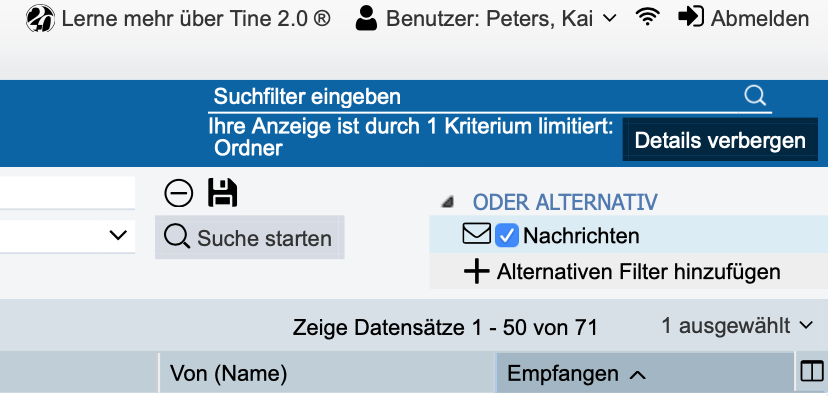 Lerne mehr über Tine 2.0 ® Benutzer: Peters, Kai Abmelden
Suchfilter eingeben
Ihre Anzeige ist durch 1 Kriterium limitiert:
Ordner
Details verbergen
Suche starten
ODER ALTERNATIV
Nachrichten
Alternativen Filter hinzufügen
Zeige Datensätze 1 - 50 von 71 1 ausgewählt
Von (Name) Empfangen